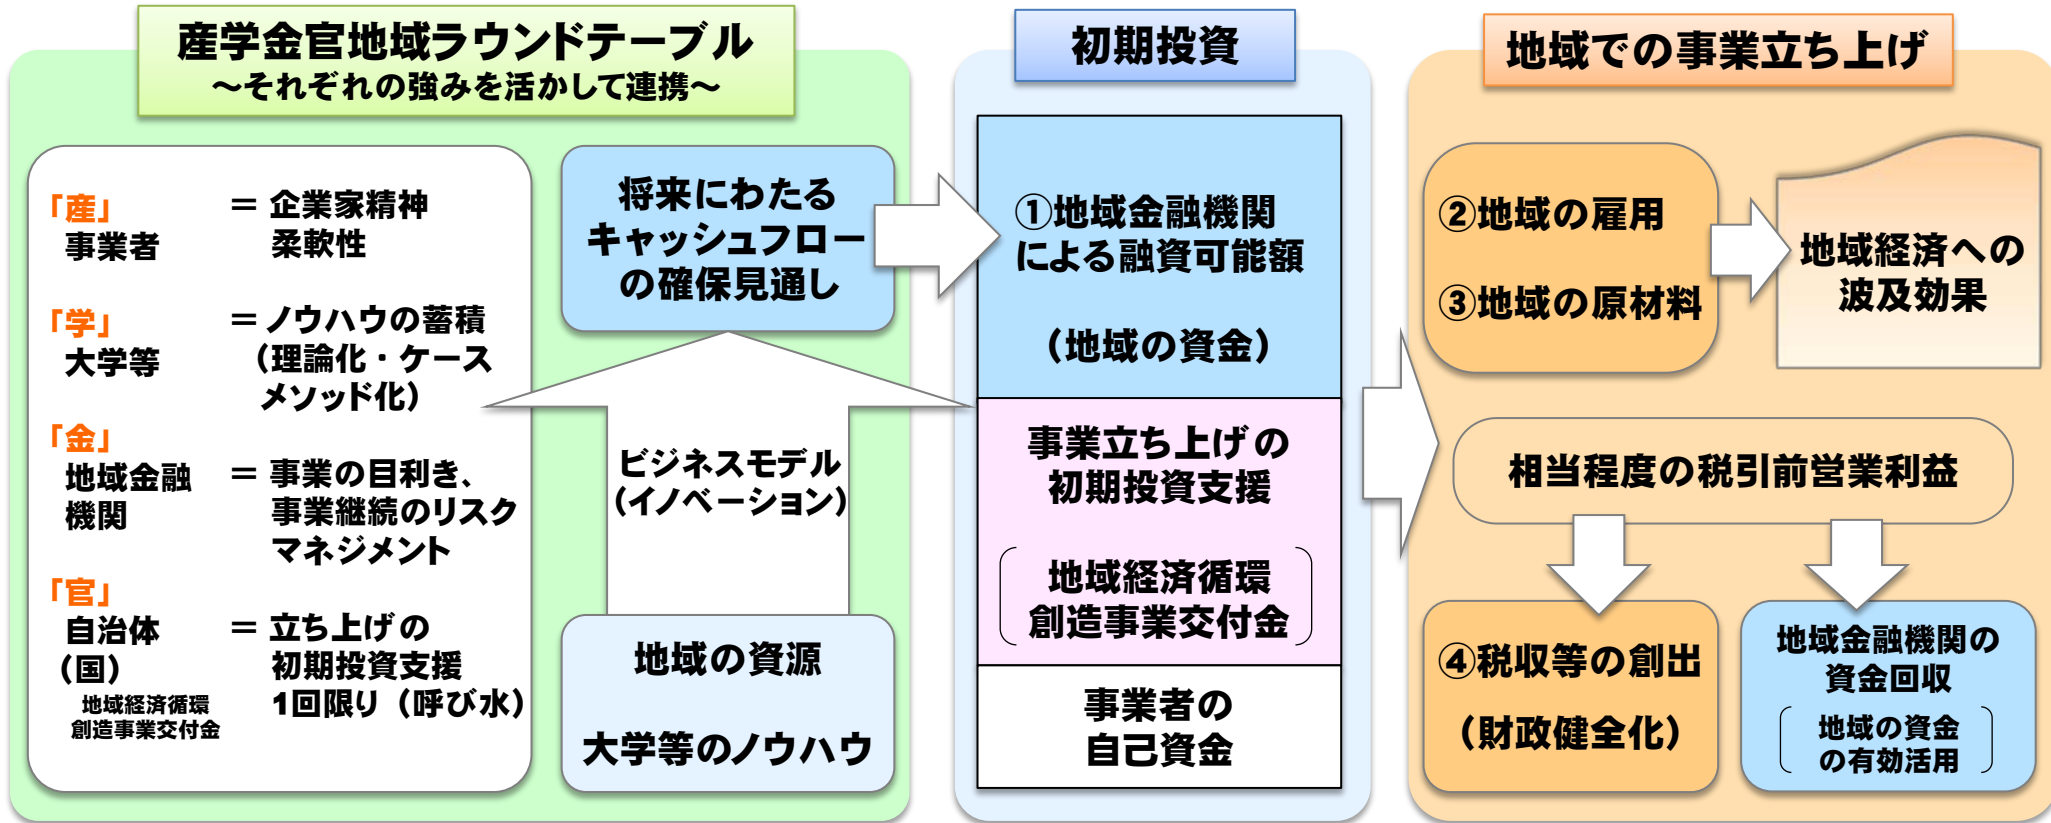 産学金官地域ラウンドテーブル
～それぞれの強みを活かして連携～
「産」
事業者
＝ 企業家精神
柔軟性
「学」
大学等
＝ ノウハウの蓄積
（理論化・ケース
メソッド化）
「金」
地域金融
機関
＝ 事業の目利き、
事業継続のリスク
マネジメント
「官」
自治体
（国）
地域経済循環
創造事業交付金
＝ 立ち上げの
初期投資支援
1回限り（呼び水）
将来にわたる
キャッシュフロー
の確保見通し
ビジネスモデル
（イノベーション）
地域の資源
大学等のノウハウ
初期投資
①地域金融機関
による融資可能額
（地域の資金）
事業立ち上げの
初期投資支援
地域経済循環
創造事業交付金
事業者の
自己資金
地域での事業立ち上げ
②地域の雇用
③地域の原材料
地域経済への
波及効果
相当程度の税引前営業利益
④税収等の創出
（財政健全化）
地域金融機関の
資金回収
地域の資金
の有効活用